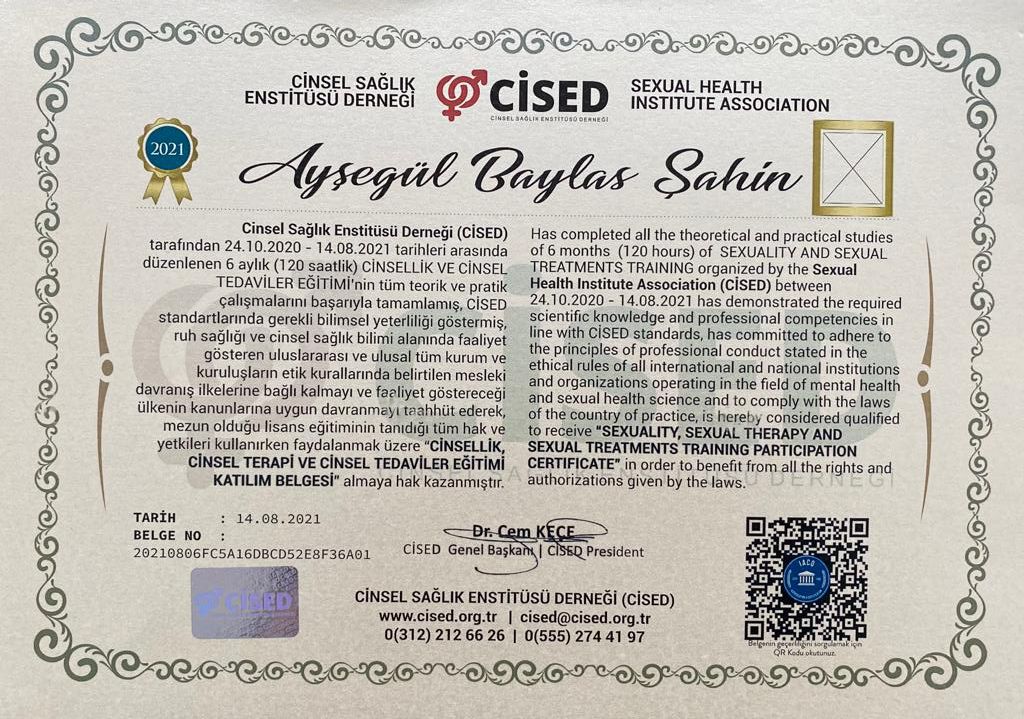 CİNSEL SAĞLIK
ENSTİTÜSÜ DERNEĞİ
CİSED
CİNSEL SAĞLIK ENSTİTÜSÜ DERNEĞİ
SEXUAL HEALTH
INSTITUTE ASSOCIATION
2021
Ayşegül Baylas Şahin
Cinsel Sağlık Enstitüsü Derneği (CİSED)
tarafından 24.10.2020 - 14.08.2021 tarihleri arasında
düzenlenen 6 aylık (120 saatlik) CİNSELLİK VE CİNSEL
TEDAVİLER EĞİTİMİ'nin tüm teorik ve pratik
çalışmalarını başarıyla tamamlamış, CİSED
standartlarında gerekli bilimsel yeterliliği göstermiş,
ruh sağlığı ve cinsel sağlık bilimi alanında faaliyet
gösteren uluslararası ve ulusal tüm kurum ve
kuruluşların etik kurallarında belirtilen mesleki
davranış ilkelerine bağlı kalmayı ve faaliyet göstereceği
ülkenin kanunlarına uygun davranmayı taahhüt ederek,
mezun olduğu lisans eğitiminin tanıdığı tüm hak ve
yetkileri kullanırken faydalanmak üzere "CİNSELLİK,
CİNSEL TERAPİ VE CİNSEL TEDAVİLER EĞİTİMİ
KATILIM BELGESİ" almaya hak kazanmıştır.
Has completed all the theoretical and practical studies
of 6 months (120 hours) of SEXUALITY AND SEXUAL
TREATMENTS TRAINING organized by the Sexual
Health Institute Association (CİSED) between
24.10.2020 - 14.08.2021 has demonstrated the required
scientific knowledge and professional competencies in
line with CİSED standards, has committed to adhere to
the principles of professional conduct stated in the
ethical rules of all international and national institutions
and organizations operating in the field of mental health
and sexual health science and to comply with the laws
of the country of practice, is hereby considered qualified
to receive "SEXUALITY, SEXUAL THERAPY AND
SEXUAL TREATMENTS TRAINING PARTICIPATION
CERTIFICATE" in order to benefit from all the rights and
authorizations given by the laws.
TARİH : 14.08.2021
BELGE NO :
20210806FC5A16DBCD52E8F36A01
Dr. Cem KEÇE
CİSED Genel Başkanı | CİSED President
CİSED
CİNSEL SAĞLIK ENSTİTÜSÜ DERNEĞİ (CİSED)
www.cised.org.tr | cised@cised.org.tr
0(312) 212 66 26 | 0(555) 274 41 97
IACO
Belgenin geçerliliğini sorgulamak için
QR Kodu okutunuz.